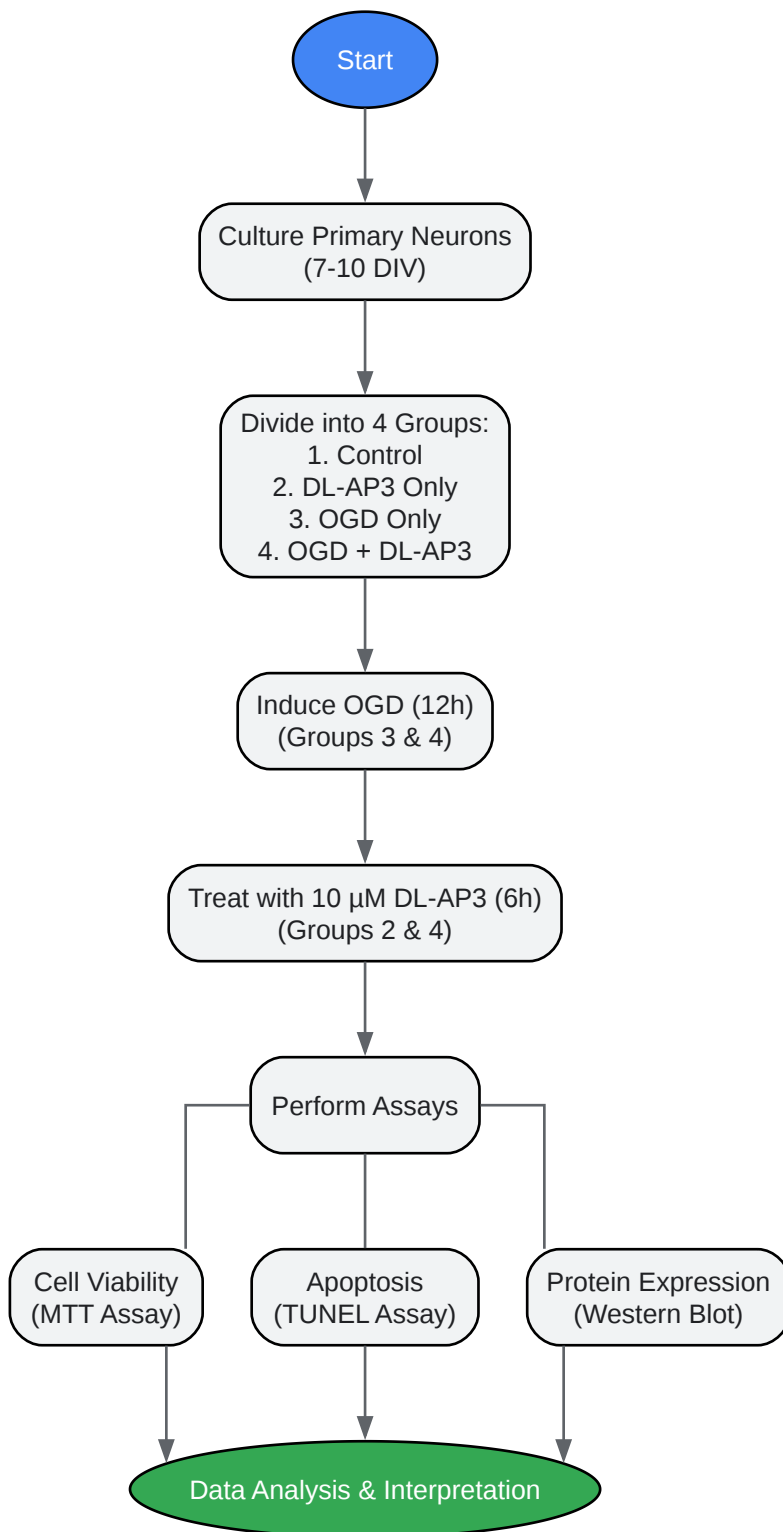 Start
Culture Primary Neurons
(7-10 DIV)
Divide into 4 Groups:
1. Control
2. DL-AP3 Only
3. OGD Only
4. OGD + DL-AP3
Induce OGD (12h)
(Groups 3 & 4)
Treat with 10 µM DL-AP3 (6h)
(Groups 2 & 4)
Perform Assays
Cell Viability
(MTT Assay)
Apoptosis
(TUNEL Assay)
Protein Expression
(Western Blot)
Data Analysis & Interpretation